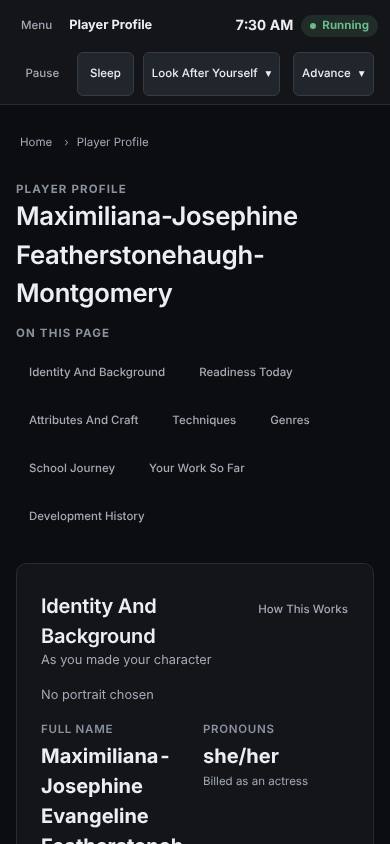 Menu Player Profile 7:30 AM Running
Pause Sleep Look After Yourself ▾ Advance ▾
Home › Player Profile
PLAYER PROFILE
Maximiliana-Josephine
Featherstonehaugh-
Montgomery
ON THIS PAGE
Identity And Background Readiness Today
Attributes And Craft Techniques Genres
School Journey Your Work So Far
Development History
Identity And
Background
How This Works
As you made your character
No portrait chosen
FULL NAME
Maximiliana-
Josephine
Evangeline
PRONOUNS
she/her
Billed as an actress